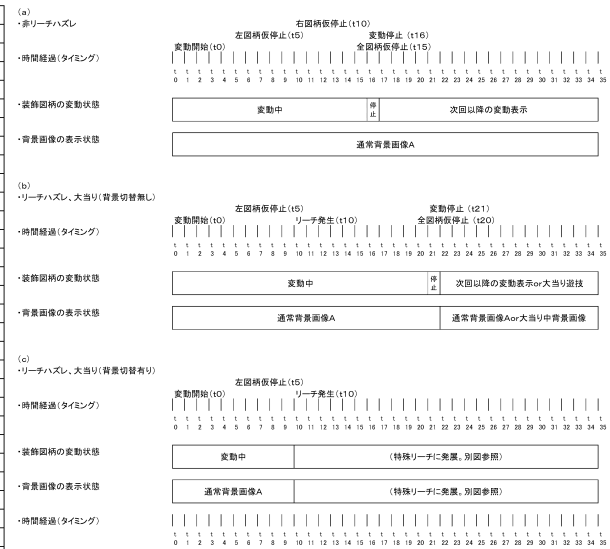 (a)
・非リーチハズレ
右図柄仮停止(t10)
左図柄仮停止(t5)
変動停止(t16)
変動開始(t0)
全図柄仮停止(t15)
・時間経過(タイミング)
t t t t t t t t t t t t t t t t t t t t t t t t t t t t t t t t t t t t
0 1 2 3 4 5 6 7 8 9 10 11 12 13 14 15 16 17 18 19 20 21 22 23 24 25 26 27 28 29 30 31 32 33 34 35
・装飾図柄の変動状態
変動中
停止
次回以降の変動表示
・背景画像の表示状態
通常背景画像A
(b)
・リーチハズレ、大当り(背景切替無し)
左図柄仮停止(t5)
変動停止 (t21)
変動開始(t0)
リーチ発生(t10)
全図柄仮停止 (t20)
・時間経過(タイミング)
t t t t t t t t t t t t t t t t t t t t t t t t t t t t t t t t t t t t
0 1 2 3 4 5 6 7 8 9 10 11 12 13 14 15 16 17 18 19 20 21 22 23 24 25 26 27 28 29 30 31 32 33 34 35
・装飾図柄の変動状態
変動中
停止
次回以降の変動表示or大当り遊技
・背景画像の表示状態
通常背景画像A
通常背景画像Aor大当り中背景画像
(c)
・リーチハズレ、大当り(背景切替有り)
左図柄仮停止(t5)
変動開始(t0)
リーチ発生(t10)
・時間経過(タイミング)
t t t t t t t t t t t t t t t t t t t t t t t t t t t t t t t t t t t t
0 1 2 3 4 5 6 7 8 9 10 11 12 13 14 15 16 17 18 19 20 21 22 23 24 25 26 27 28 29 30 31 32 33 34 35
・装飾図柄の変動状態
変動中
(特殊リーチに発展。別図参照)
・背景画像の表示状態
通常背景画像A
(特殊リーチに発展。別図参照)
・時間経過(タイミング)
t t t t t t t t t t t t t t t t t t t t t t t t t t t t t t t t t t t t
0 1 2 3 4 5 6 7 8 9 10 11 12 13 14 15 16 17 18 19 20 21 22 23 24 25 26 27 28 29 30 31 32 33 34 35